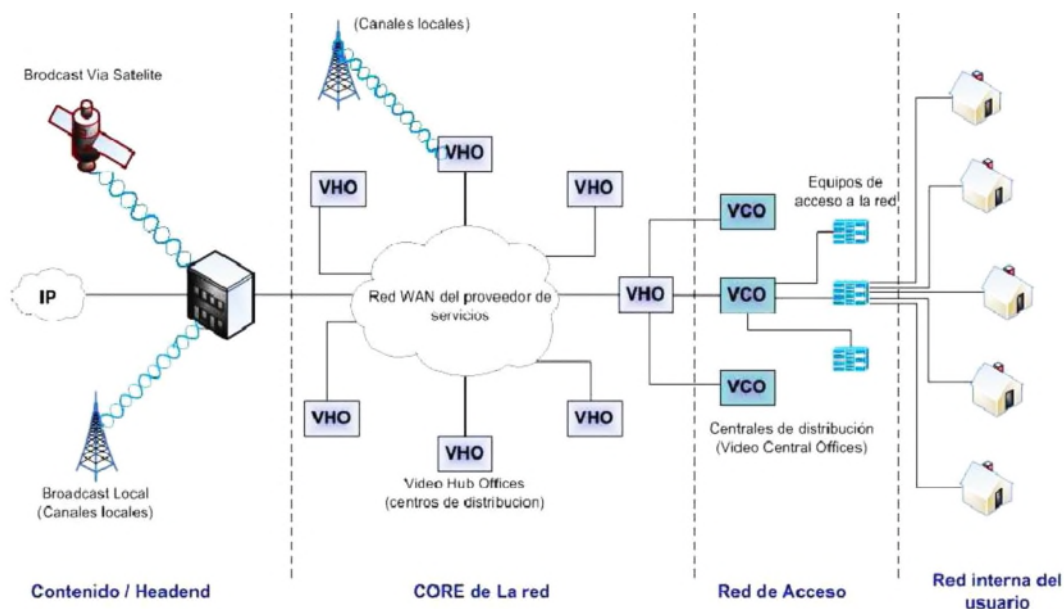 Brodcast Via Satelite
IP
Broadcast Local
(Canales locales)
Contenido / Headend
(Canales locales)
VHO
VHO
VHO
Red WAN del proveedor de
servicios
VHO
VHO
VHO
VHO
Video Hub Offices
(centros de distribucion)
CORE de La red
Equipos de
acceso a la red
VCO
VCO
VCO
Centrales de distribución
(Video Central Offices)
Red de Acceso
Red interna del
usuario